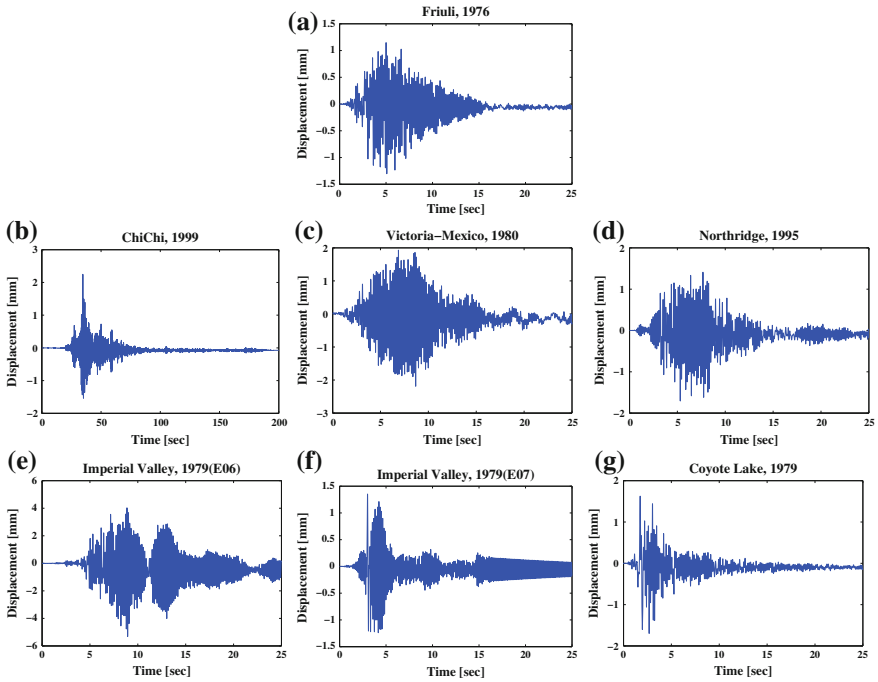 (a)
Friuli, 1976
Displacement [mm]
1.5
1
0.5
0
−0.5
−1
−1.5
0 5 10 15 20 25
Time [sec]
(b)
ChiChi, 1999
Displacement [mm]
3
2
1
0
−1
−2
0 50 100 150 200
Time [sec]
(c)
Victoria−Mexico, 1980
Displacement [mm]
2
1
0
−1
−2
−3
0 5 10 15 20 25
Time [sec]
(d)
Northridge, 1995
Displacement [mm]
2
1
0
−1
−2
0 5 10 15 20 25
Time [sec]
(e)
Imperial Valley, 1979(E06)
Displacement [mm]
6
4
2
0
−2
−4
−6
0 5 10 15 20 25
Time [sec]
(f)
Imperial Valley, 1979(E07)
Displacement [mm]
1.5
1
0.5
0
−0.5
−1
−1.5
0 5 10 15 20 25
Time [sec]
(g)
Coyote Lake, 1979
Displacement [mm]
2
1
0
−1
−2
0 5 10 15 20 25
Time [sec]